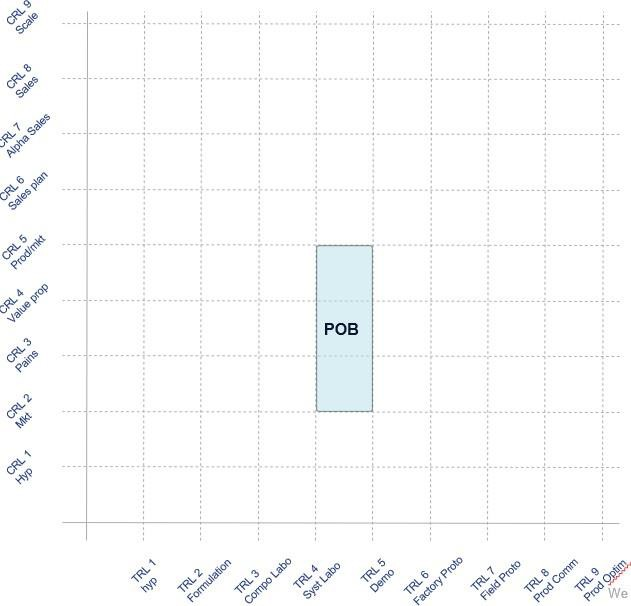 CRL 9
Scale
CRL 8
Sales
CRL 7
Alpha Sales
CRL 6
Sales plan
CRL 5
Prod/mkt
CRL 4
Value prop
CRL 3
Pains
CRL 2
Mkt
CRL 1
Hyp
POB
TRL 1
hyp
TRL 2
Formulation
TRL 3
Compo Labo
TRL 4
Syst Labo
TRL 5
Demo
TRL 6
Factory Proto
TRL 7
Field Proto
TRL 8
Prod Comm
TRL 9
Prod Optim
We